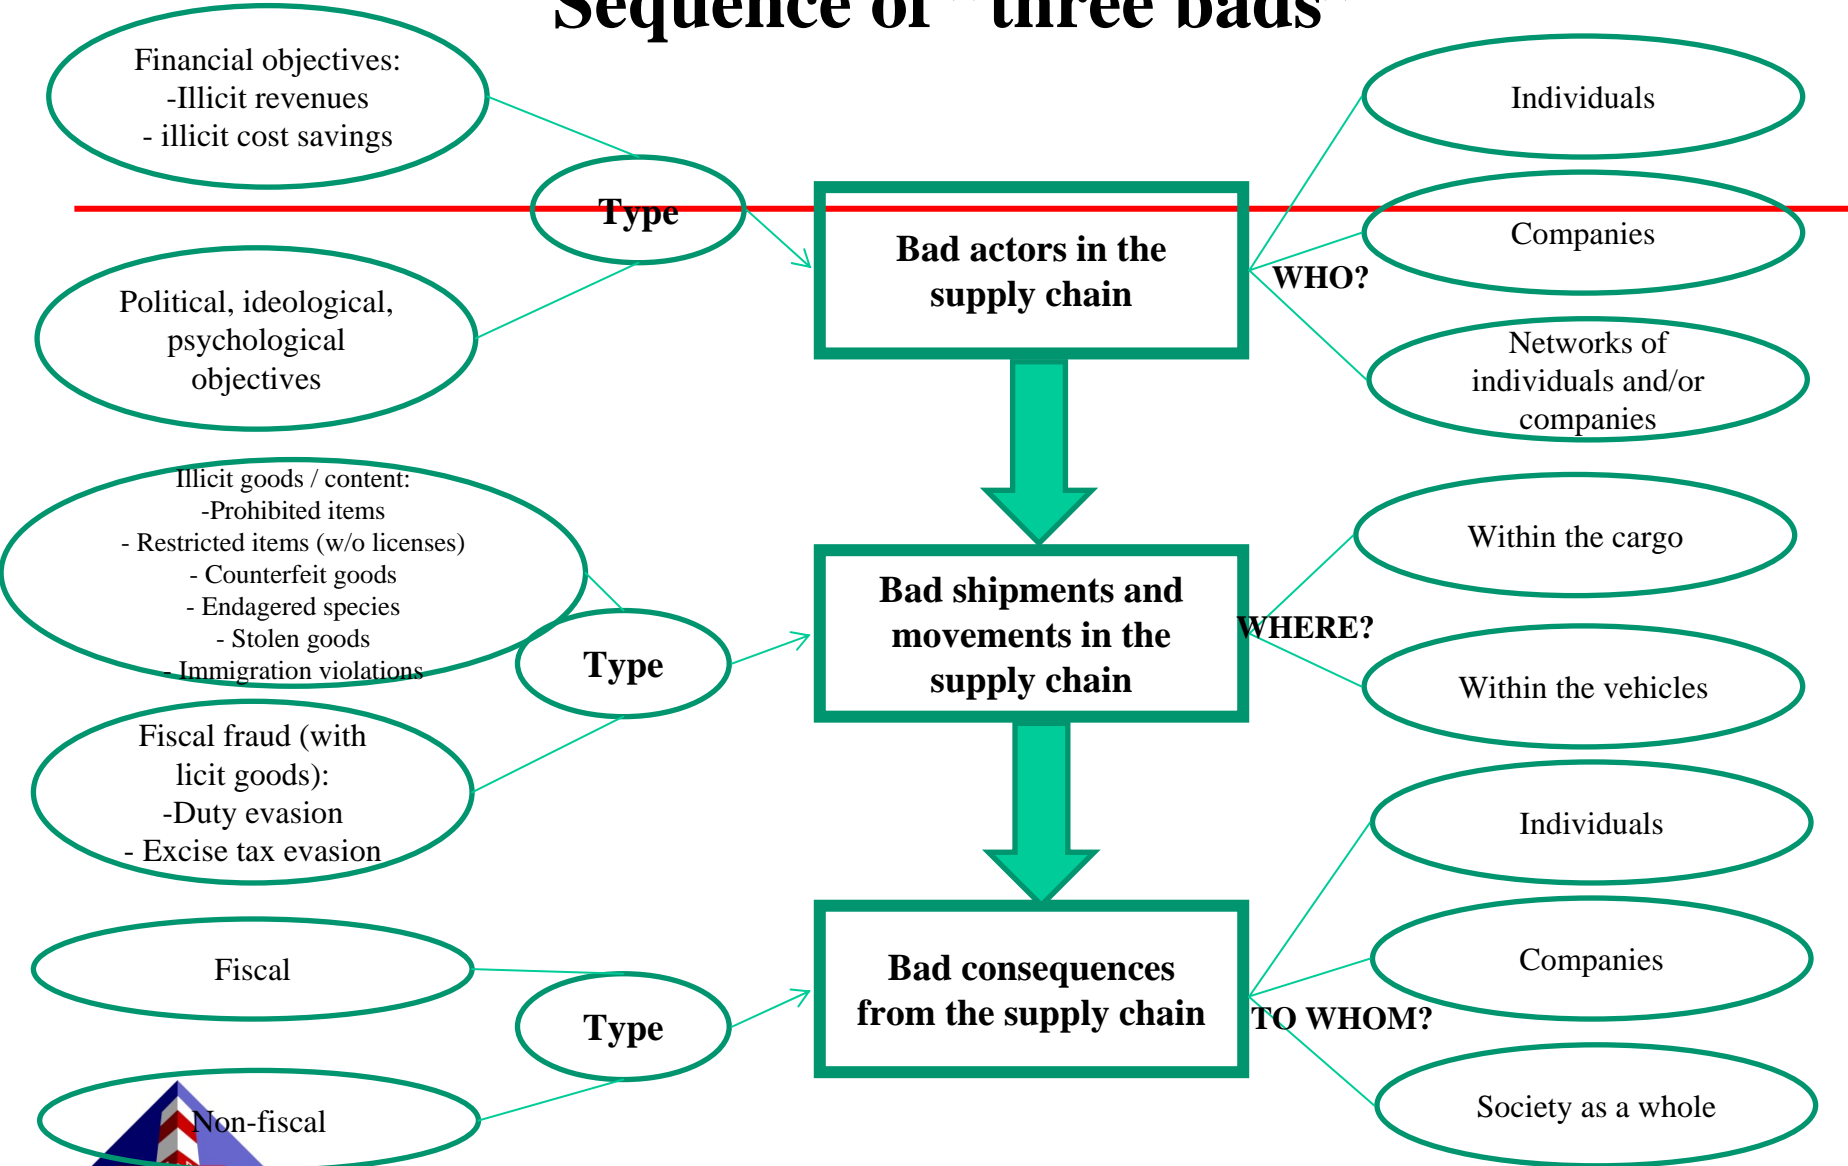 Sequence of "three bads"
Financial objectives:
-Illicit revenues
- illicit cost savings
Type
Political, ideological,
psychological
objectives
Bad actors in the
supply chain
WHO?
Individuals
Companies
Networks of
individuals and/or
companies
Illicit goods / content:
-Prohibited items
- Restricted items (w/o licenses)
- Counterfeit goods
- Endagered species
- Stolen goods
- Immigration violations
Type
Fiscal fraud (with
licit goods):
-Duty evasion
- Excise tax evasion
Bad shipments and
movements in the
supply chain
WHERE?
Within the cargo
Within the vehicles
Fiscal
Type
Non-fiscal
Bad consequences
from the supply chain
TO WHOM?
Individuals
Companies
Society as a whole